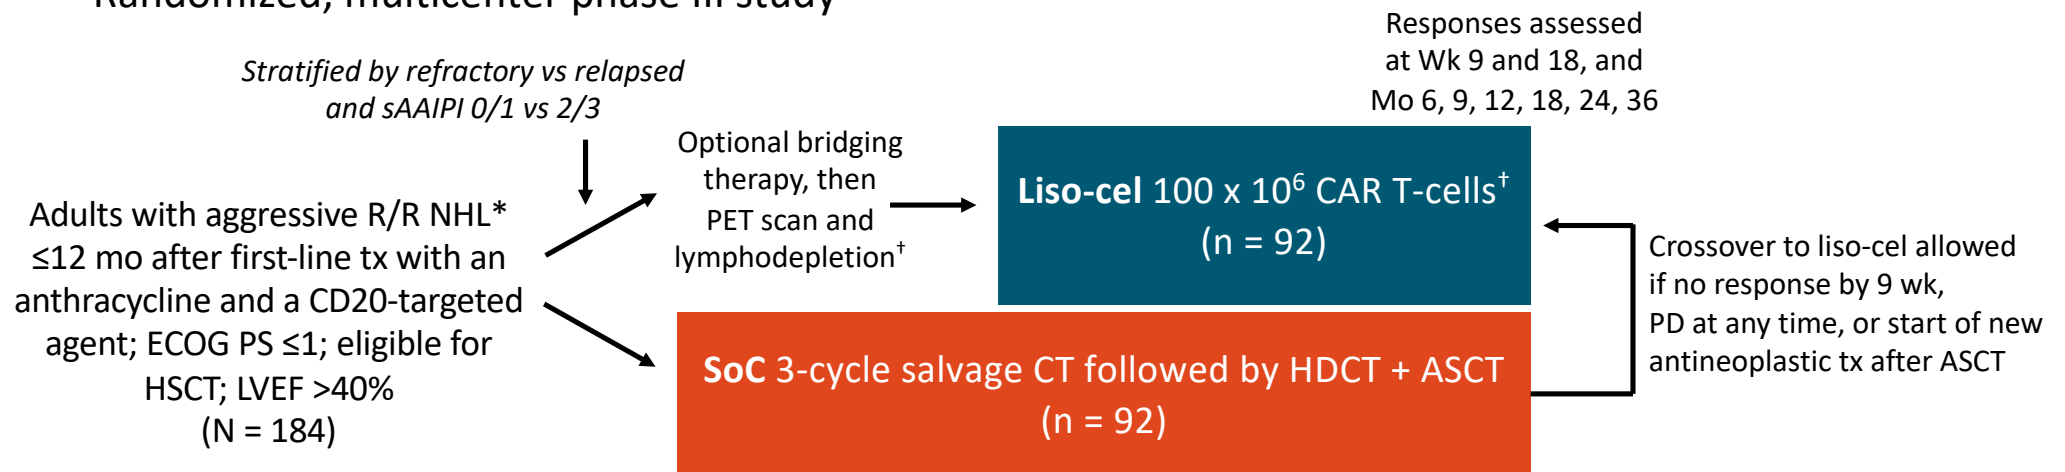 Randomized, multicenter phase III study
Responses assessed
at Wk 9 and 18, and
Mo 6, 9, 12, 18, 24, 36
Stratified by refractory vs relapsed
and sAAIPI 0/1 vs 2/3
Adults with aggressive R/R NHL*
≤12 mo after first-line tx with an
anthracycline and a CD20-targeted
agent; ECOG PS ≤1; eligible for
HSCT; LVEF >40%
(N = 184)
Optional bridging
therapy, then
PET scan and
lymphodepletion†
Liso-cel 100 x 10⁶ CAR T-cells†
(n = 92)
SoC 3-cycle salvage CT followed by HDCT + ASCT
(n = 92)
Crossover to liso-cel allowed
if no response by 9 wk,
PD at any time, or start of new
antineoplastic tx after ASCT